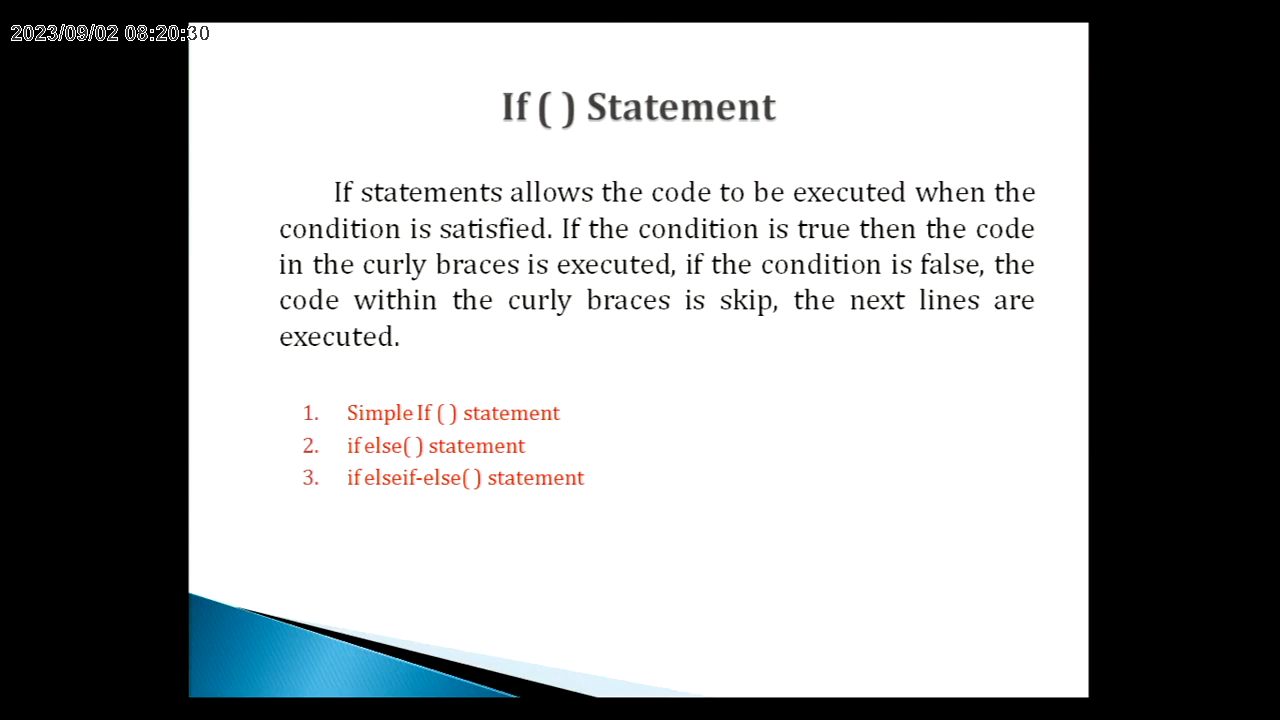 2023/09/02 08:20:30
If ( ) Statement
If statements allows the code to be executed when the
condition is satisfied. If the condition is true then the code
in the curly braces is executed, if the condition is false, the
code within the curly braces is skip, the next lines are
executed.
1. Simple If ( ) statement
2. if else( ) statement
3. if elseif-else( ) statement